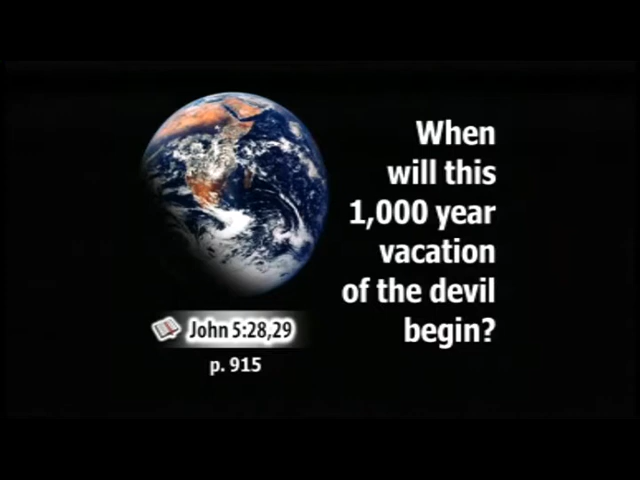 When
will this
1,000 year
vacation
of the devil
begin?
John 5:28,29
p. 915